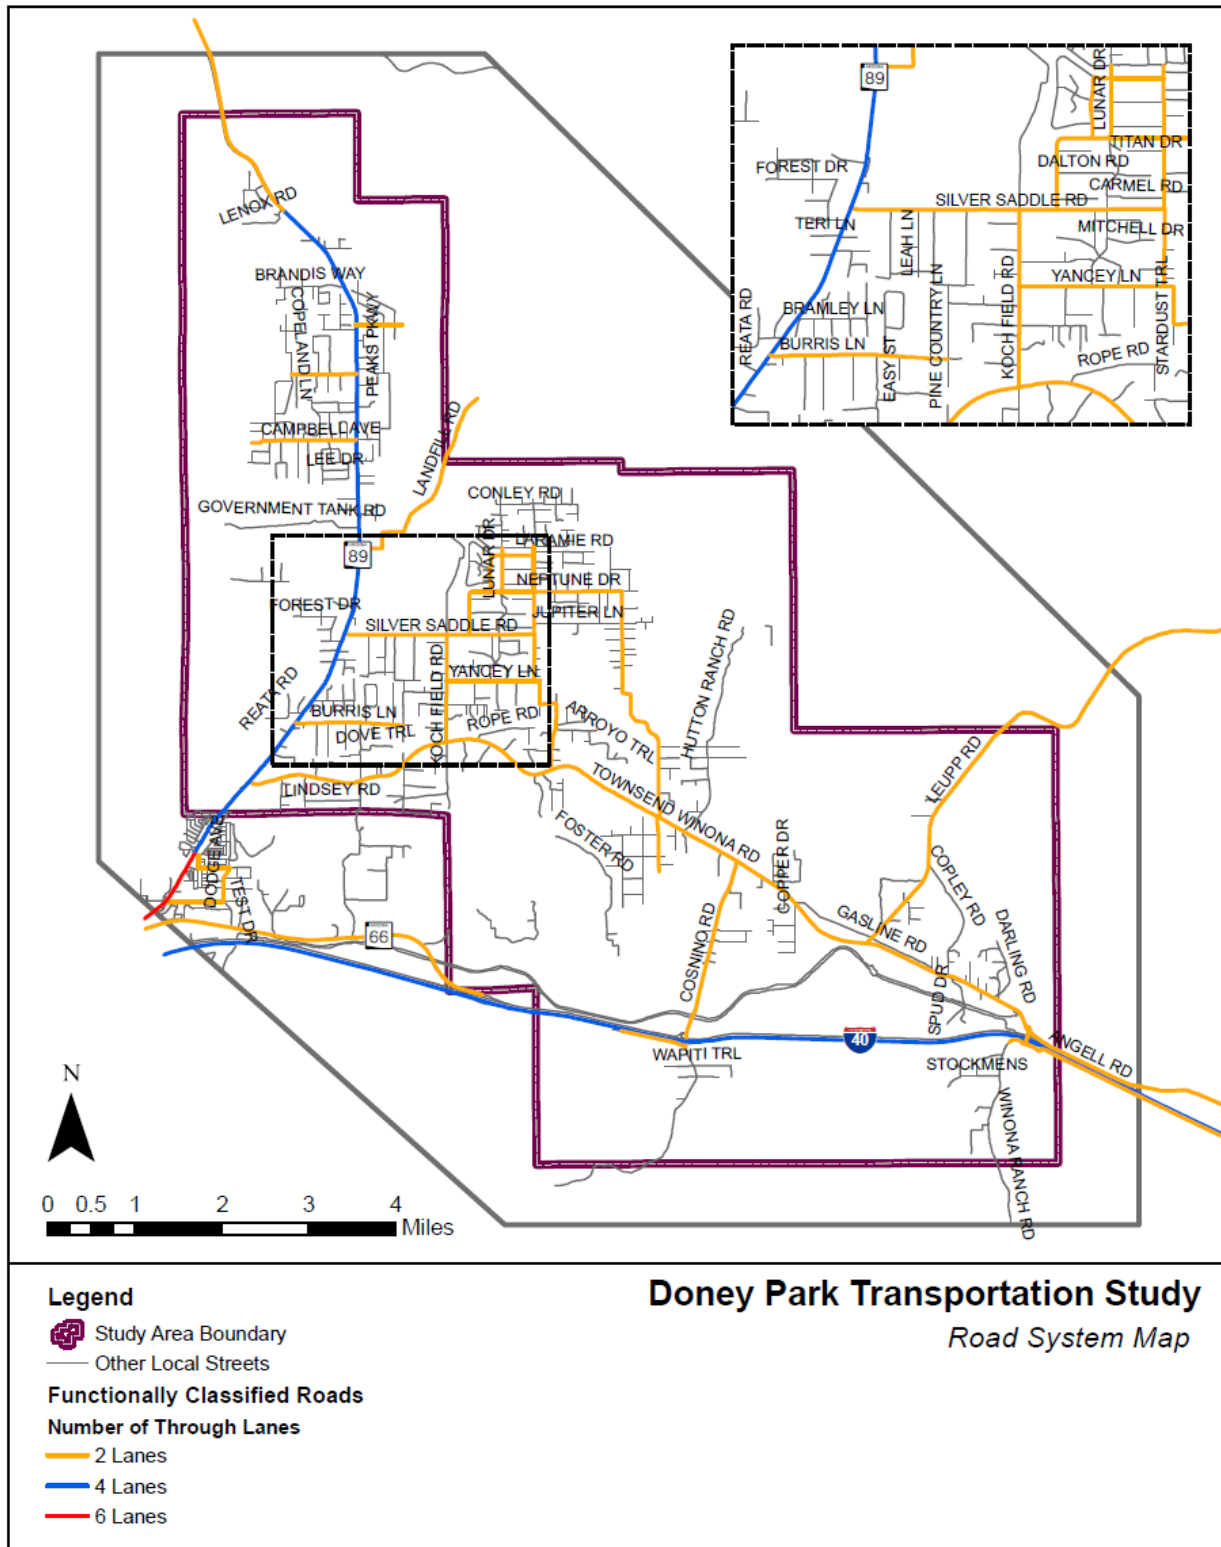 89
LUNAR DR
TITAN DR
FOREST DR
DALTON RD
CARMEL RD
SILVER SADDLE RD
TERI LN
LEAH LN
MITCHELL DR
YANCEY LN
REATA RD
BRAMLEY LN
BURRIS LN
EASY ST
PINE COUNTRY LN
KOCH FIELD RD
ROPE RD
STARDUST TRL
LENOX RD
BRANDIS WAY
COPELAND LN
PEAKS PKWY
CAMPBELL AVE
LEE DR
LANDFILL RD
GOVERNMENT TANK RD
CONLEY RD
89
LUNAR DR
LARAMIE RD
NEPTUNE DR
FOREST DR
JUPITER LN
SILVER SADDLE RD
HUTTON RANCH RD
YANCEY LN
REATA RD
KOCH FIELD RD
BURRIS LN
ROPE RD
ARROYO TRL
DOVE TRL
LINDSEY RD
TOWNSEND WINONA RD
LEUPP RD
DODGE AVE
FOSTER RD
COPPER DR
COPLEY RD
TEST DR
66
COSNINO RD
GASLINE RD
DARLING RD
SPUD DR
40
WAPITI TRL
ANGELL RD
STOCKMENS
WINONA RANCH RD
N
0 0.5 1 2 3 4
Miles
Legend
Study Area Boundary
Other Local Streets
Functionally Classified Roads
Number of Through Lanes
2 Lanes
4 Lanes
6 Lanes
Doney Park Transportation Study
Road System Map